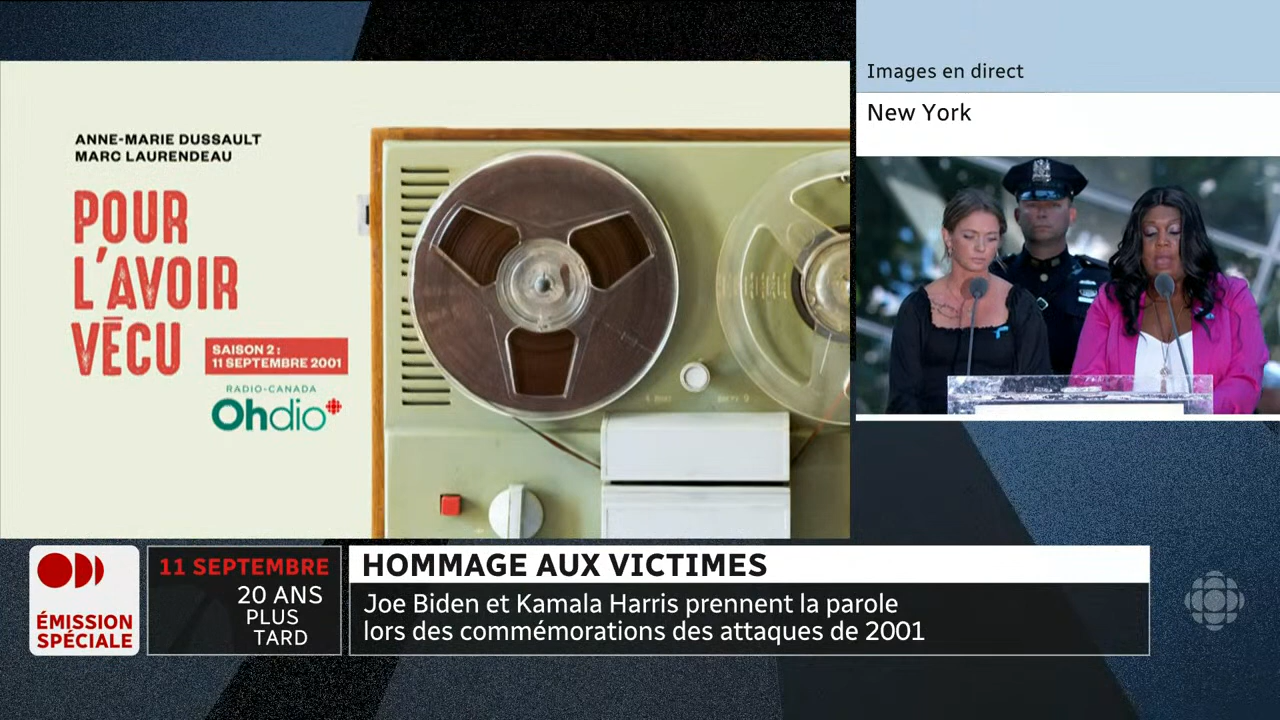 ANNE-MARIE DUSSAULT
MARC LAURENDEAU
POUR
L'AVOIR
VÉCU
SAISON 2 :
11 SEPTEMBRE 2001
RADIO-CANADA
Ohdio
Images en direct
New York
ÉMISSION
SPÉCIALE
11 SEPTEMBRE
20 ANS
PLUS
TARD
HOMMAGE AUX VICTIMES
Joe Biden et Kamala Harris prennent la parole
lors des commémorations des attaques de 2001